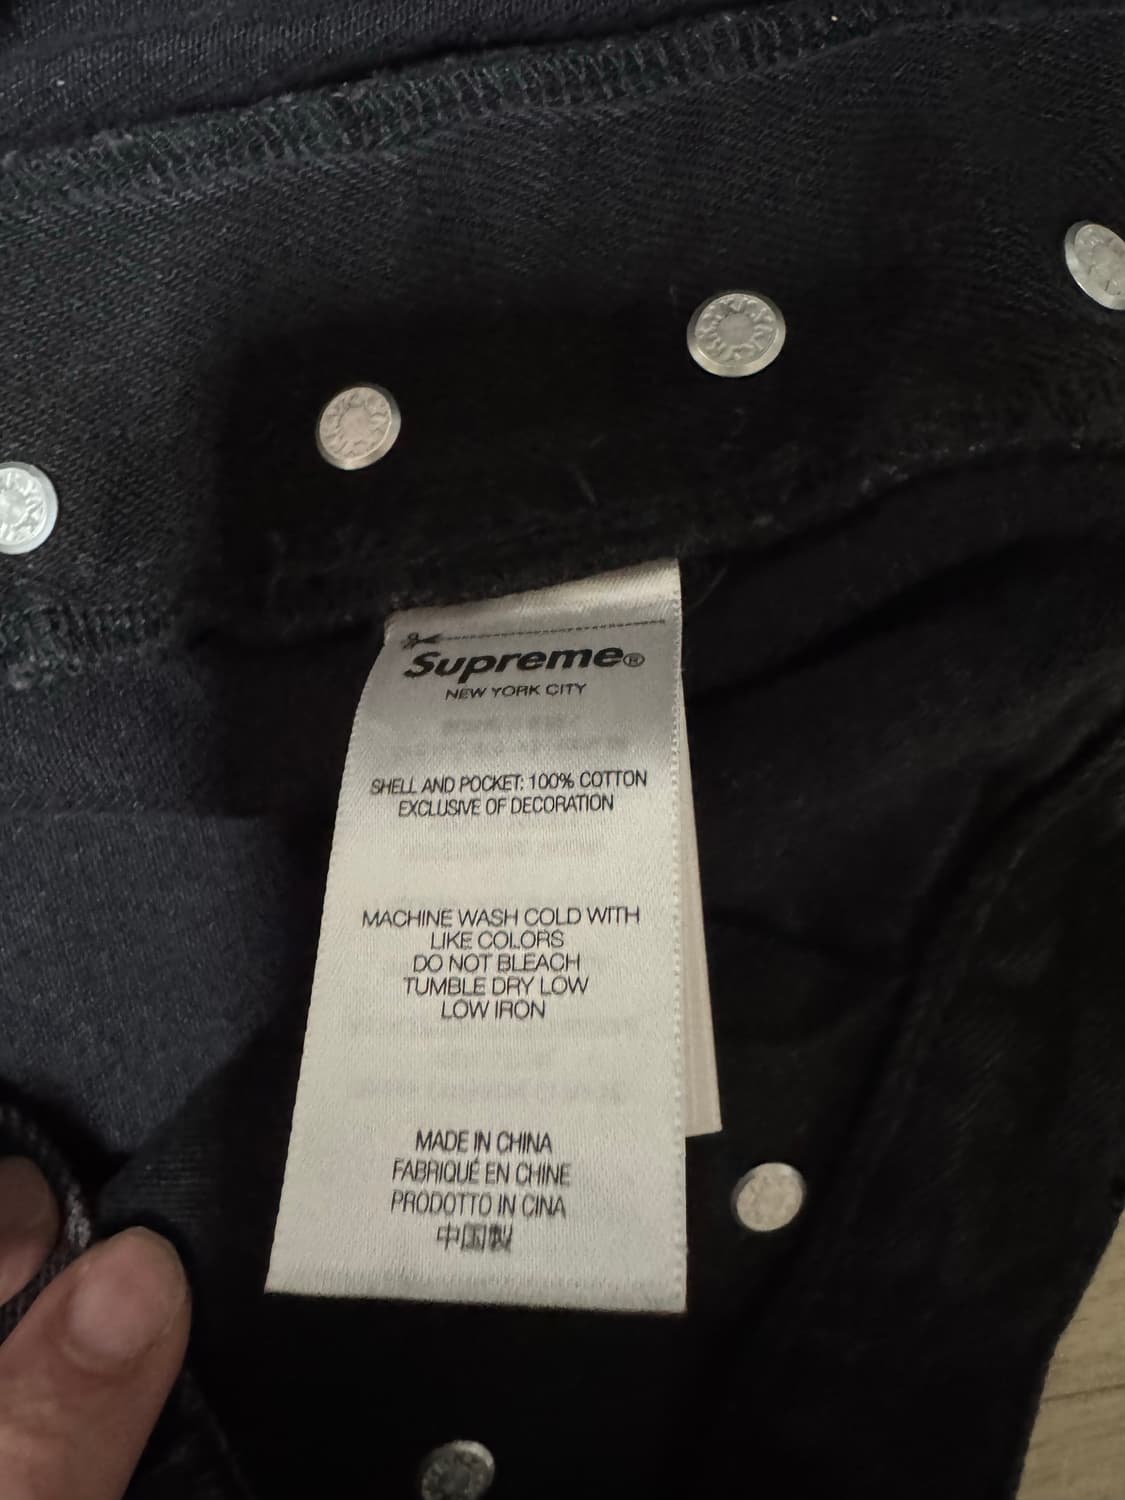 Supreme®
NEW YORK CITY
SHELL AND POCKET: 100% COTTON
EXCLUSIVE OF DECORATION
MACHINE WASH COLD WITH
LIKE COLORS
DO NOT BLEACH
TUMBLE DRY LOW
LOW IRON
MADE IN CHINA
FABRIQUÉ EN CHINE
PRODOTTO IN CINA
中国製